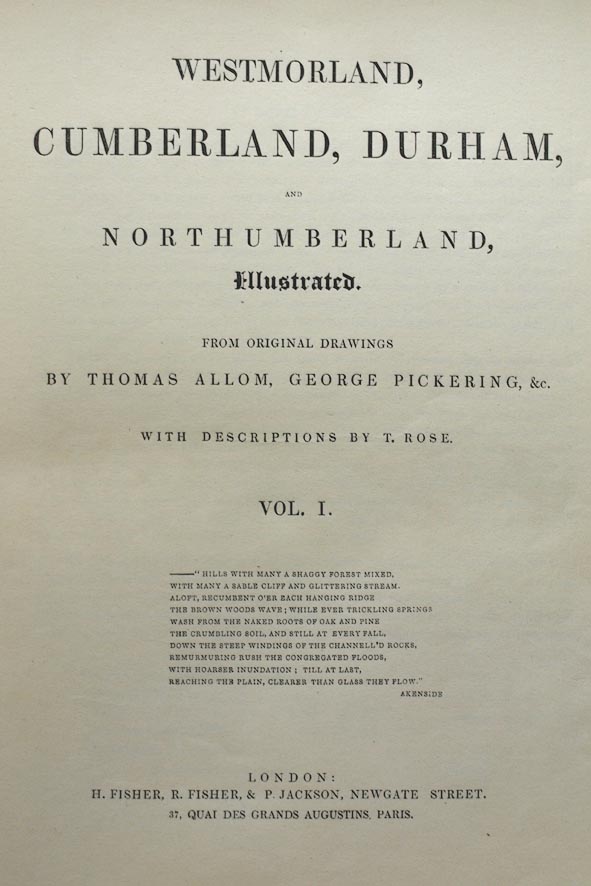 WESTMORLAND,
CUMBERLAND, DURHAM,
AND
NORTHUMBERLAND,
Illustrated.
FROM ORIGINAL DRAWINGS
BY THOMAS ALLOM, GEORGE PICKERING, &c.
WITH DESCRIPTIONS BY T. ROSE.
VOL. I.
——"HILLS WITH MANY A SHAGGY FOREST MIXED,
WITH MANY A SABLE CLIFF AND GLITTERING STREAM.
ALOFT, RECUMBENT O'ER EACH HANGING RIDGE
THE BROWN WOODS WAVE; WHILE EVER TRICKLING SPRINGS
WASH FROM THE NAKED ROOTS OF OAK AND PINE
THE CRUMBLING SOIL, AND STILL AT EVERY FALL,
DOWN THE STEEP WINDINGS OF THE CHANNELL'D ROCKS,
REMURMURING RUSH THE CONGREGATED FLOODS,
WITH HOARSER INUNDATION; TILL AT LAST,
REACHING THE PLAIN, CLEARER THAN GLASS THEY FLOW."
AKENSIDE
LONDON:
H. FISHER, R. FISHER, & P. JACKSON, NEWGATE STREET.
37, QUAI DES GRANDS AUGUSTINS, PARIS.